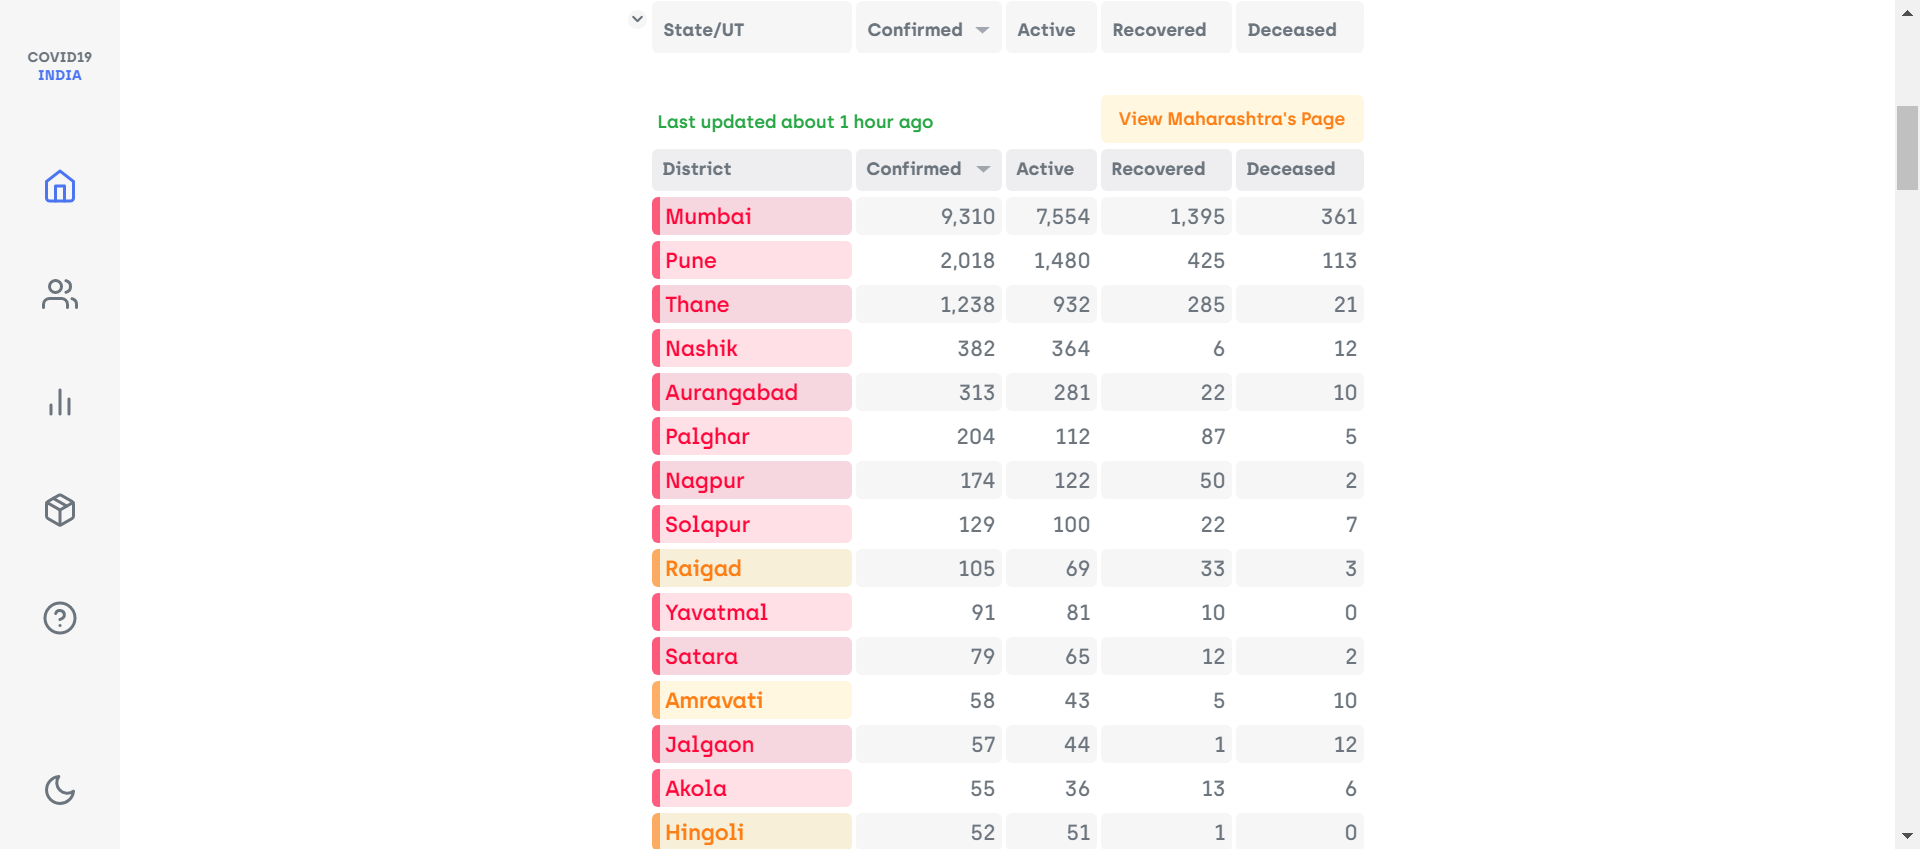 COVID19
INDIA
State/UT Confirmed Active Recovered Deceased
Last updated about 1 hour ago View Maharashtra's Page
District Confirmed Active Recovered Deceased
Mumbai 9,310 7,554 1,395 361
Pune 2,018 1,480 425 113
Thane 1,238 932 285 21
Nashik 382 364 6 12
Aurangabad 313 281 22 10
Palghar 204 112 87 5
Nagpur 174 122 50 2
Solapur 129 100 22 7
Raigad 105 69 33 3
Yavatmal 91 81 10 0
Satara 79 65 12 2
Amravati 58 43 5 10
Jalgaon 57 44 1 12
Akola 55 36 13 6
Hingoli 52 51 1 0